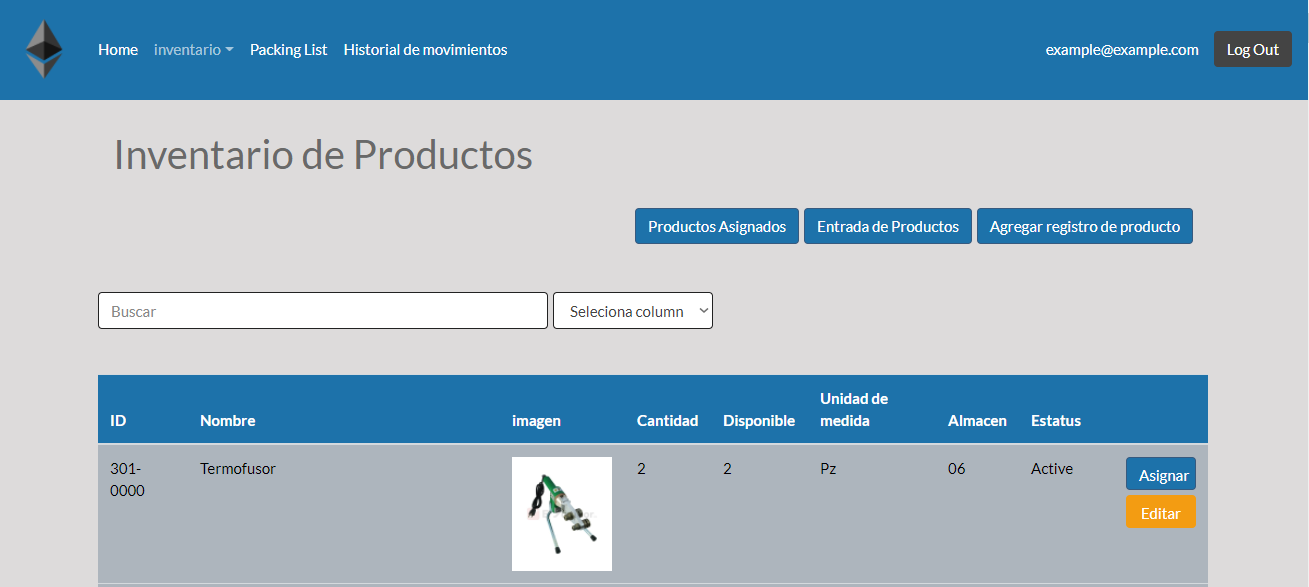 Home inventario Packing List Historial de movimientos example@example.com Log Out
Inventario de Productos
Productos Asignados Entrada de Productos Agregar registro de producto
Buscar Seleciona column
Unidad de
ID Nombre imagen Cantidad Disponible medida Almacen Estatus
301- Termofusor 2 2 Pz 06 Active Asignar
0000
Editar